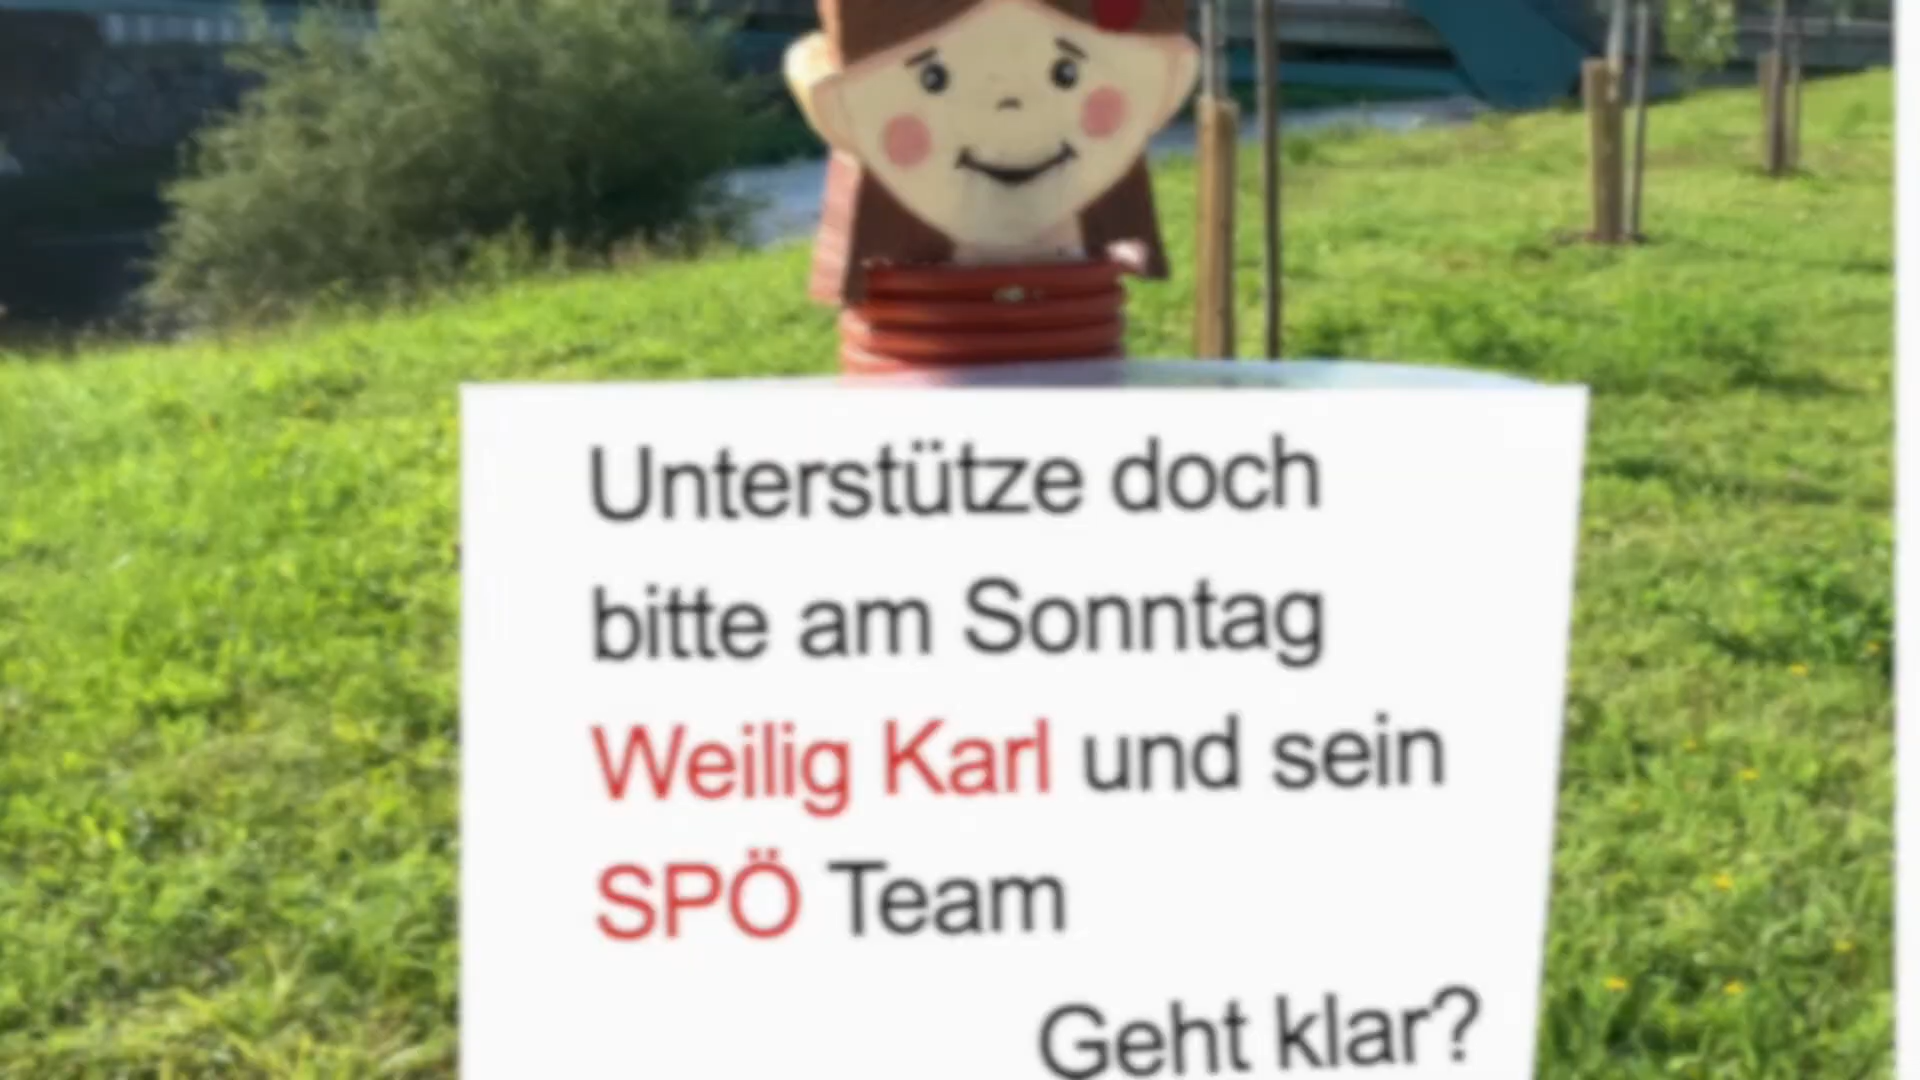 Unterstütze doch
bitte am Sonntag
Weilig Karl und sein
SPÖ Team
Geht klar?